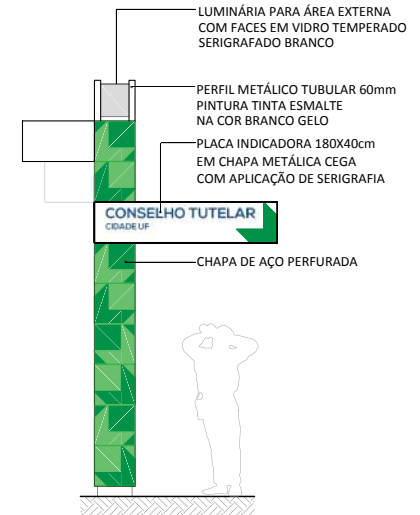 LUMINÁRIA PARA ÁREA EXTERNA
COM FACES EM VIDRO TEMPERADO
SERIGRAFADO BRANCO
PERFIL METÁLICO TUBULAR 60mm
PINTURA TINTA ESMALTE
NA COR BRANCO GELO
PLACA INDICADORA 180X40cm
EM CHAPA METÁLICA CEGA
COM APLICAÇÃO DE SERIGRAFIA
CONSELHO TUTELAR
CIDADE UF
CHAPA DE AÇO PERFURADA